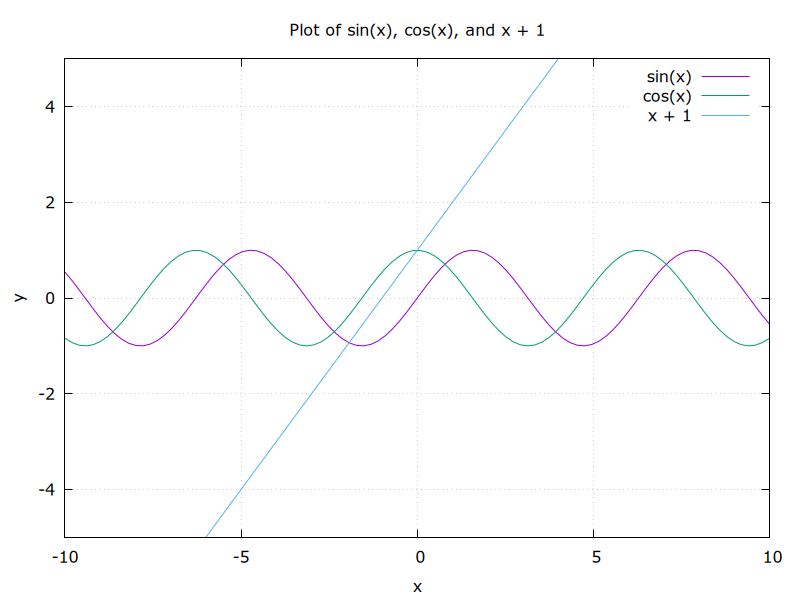 Plot of sin(x), cos(x), and x + 1
sin(x)
cos(x)
x + 1
4
2
0
-2
-4
y
-10
-5
0
5
10
x